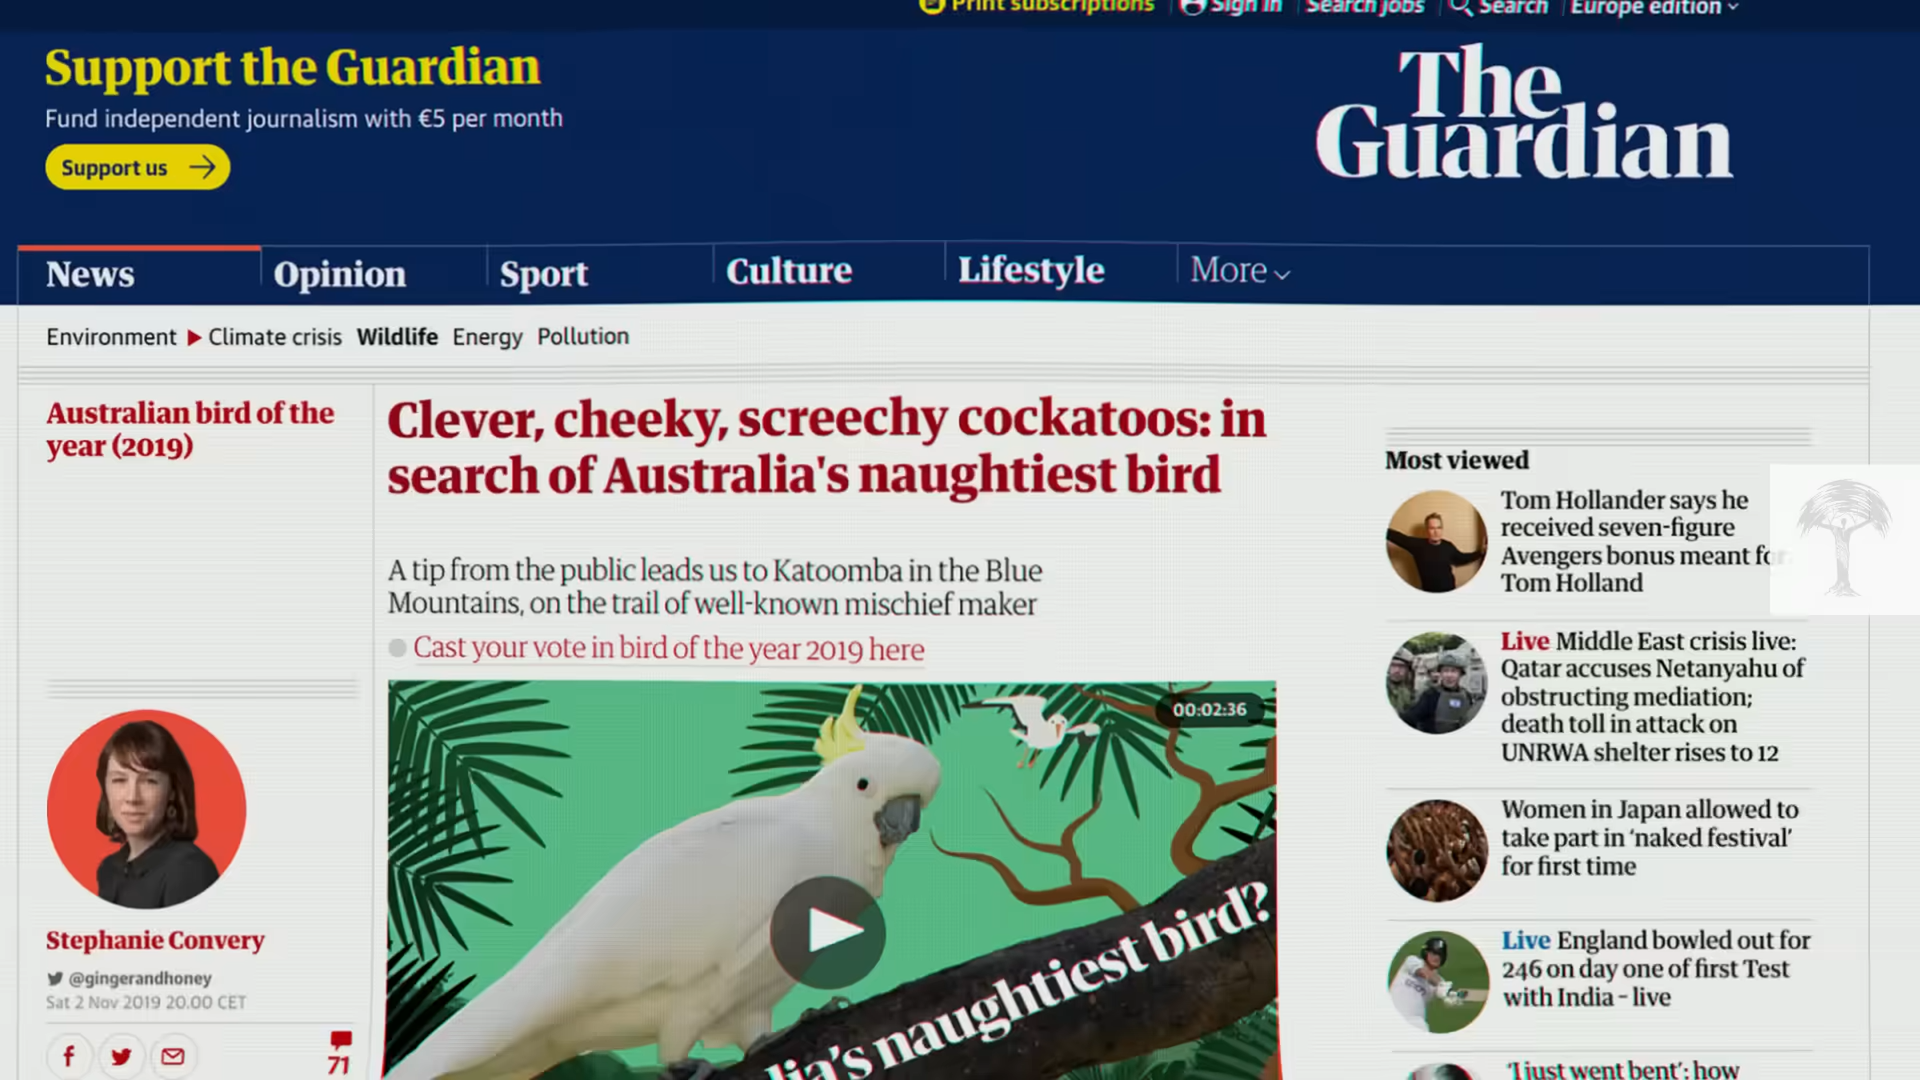 Print subscriptions
Sign in
Search jobs
Search
Europe edition
Support the Guardian
Fund independent journalism with €5 per month
Support us
The
Guardian
News
Opinion
Sport
Culture
Lifestyle
More
Environment
Climate crisis
Wildlife
Energy
Pollution
Australian bird of the
year (2019)
Clever, cheeky, screechy cockatoos: in
search of Australia's naughtiest bird
A tip from the public leads us to Katoomba in the Blue
Mountains, on the trail of well-known mischief maker
Cast your vote in bird of the year 2019 here
00:02:36
lia's naughtiest bird?
Stephanie Convery
@gingerandhoney
Sat 2 Nov 2019 20.00 CET
71
Most viewed
Tom Hollander says he
received seven-figure
Avengers bonus meant for
Tom Holland
Live Middle East crisis live:
Qatar accuses Netanyahu of
obstructing mediation;
death toll in attack on
UNRWA shelter rises to 12
Women in Japan allowed to
take part in ‘naked festival’
for first time
Live England bowled out for
246 on day one of first Test
with India – live
‘I just went bent’: how